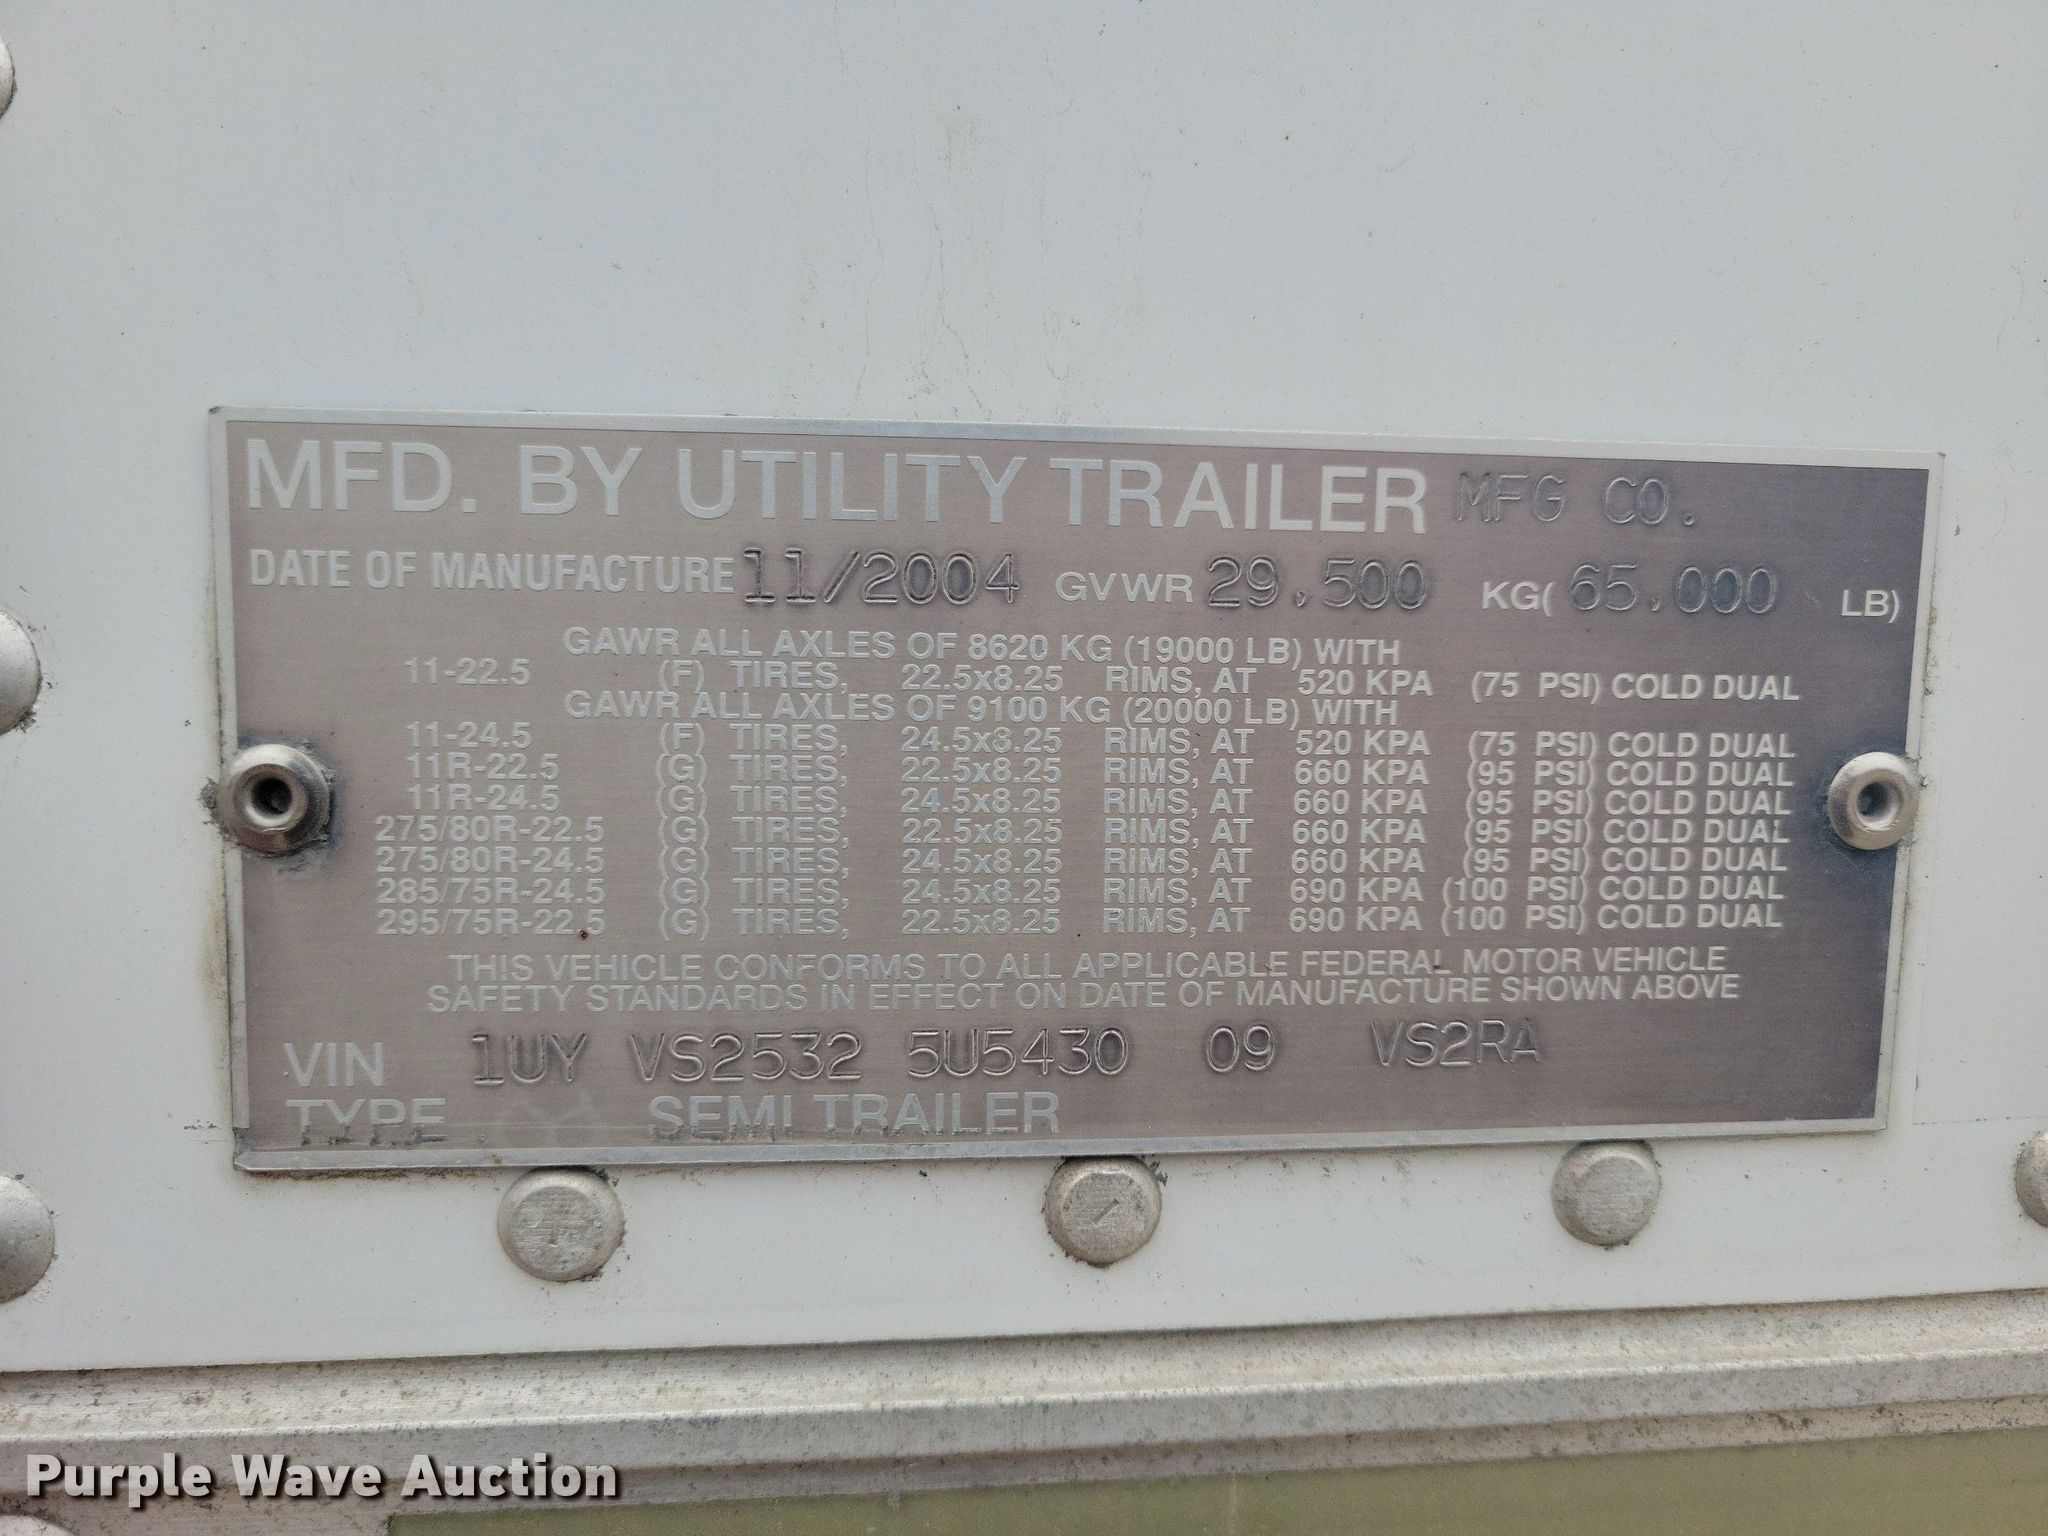 MFD. BY UTILITY TRAILER MFG CO.
DATE OF MANUFACTURE 11/2004 GVWR 29,500 KG( 65,000 LB)
GAWR ALL AXLES OF 8620 KG (19000 LB) WITH
11-22.5 (F) TIRES, 22.5x8.25 RIMS, AT 520 KPA (75 PSI) COLD DUAL
GAWR ALL AXLES OF 9100 KG (20000 LB) WITH
11-24.5 (F) TIRES, 24.5x8.25 RIMS, AT 520 KPA (75 PSI) COLD DUAL
11R-22.5 (G) TIRES, 22.5x8.25 RIMS, AT 660 KPA (95 PSI) COLD DUAL
11R-24.5 (G) TIRES, 24.5x8.25 RIMS, AT 660 KPA (95 PSI) COLD DUAL
275/80R-22.5 (G) TIRES, 22.5x8.25 RIMS, AT 660 KPA (95 PSI) COLD DUAL
275/80R-24.5 (G) TIRES, 24.5x8.25 RIMS, AT 660 KPA (95 PSI) COLD DUAL
285/75R-24.5 (G) TIRES, 24.5x8.25 RIMS, AT 690 KPA (100 PSI) COLD DUAL
295/75R-22.5 (G) TIRES, 22.5x8.25 RIMS, AT 690 KPA (100 PSI) COLD DUAL
THIS VEHICLE CONFORMS TO ALL APPLICABLE FEDERAL MOTOR VEHICLE
SAFETY STANDARDS IN EFFECT ON DATE OF MANUFACTURE SHOWN ABOVE
VIN 1UY VS2532 5U5430 09 VS2RA
TYPE SEMI TRAILER
Purple Wave Auction